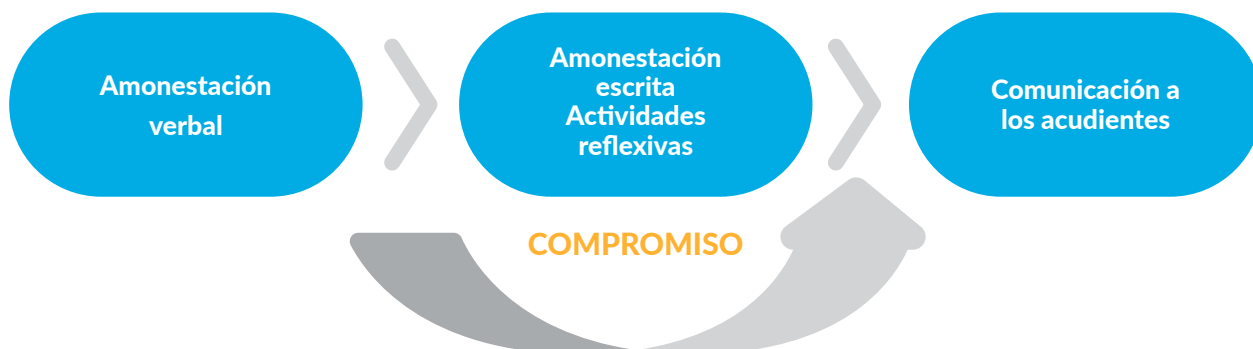 Amonestación
verbal
Amonestación
escrita
Actividades
reflexivas
Comunicación a
los acudientes
COMPROMISO